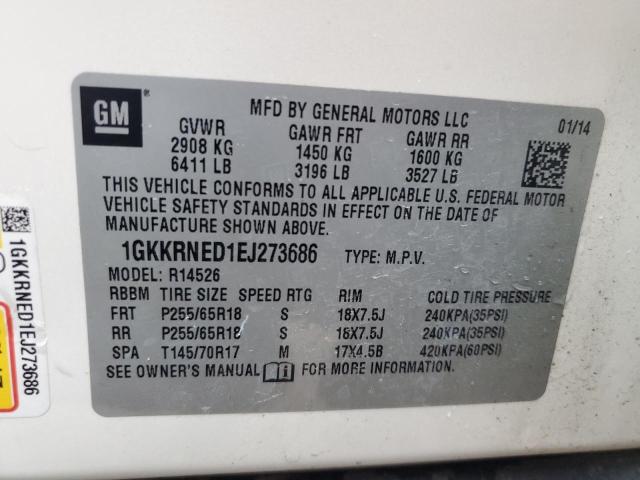 GM
MFD BY GENERAL MOTORS LLC
01/14
GVWR GAWR FRT GAWR RR
2908 KG 1450 KG 1600 KG
6411 LB 3196 LB 3527 LB
THIS VEHICLE CONFORMS TO ALL APPLICABLE U.S. FEDERAL MOTOR
VEHICLE SAFETY STANDARDS IN EFFECT ON THE DATE OF
MANUFACTURE SHOWN ABOVE.
1GKKRNED1EJ273686 TYPE: M.P.V.
MODEL: R14526
RBBM TIRE SIZE SPEED RTG RIM COLD TIRE PRESSURE
FRT P255/65R18 S 18X7.5J 240KPA(35PSI)
RR P255/65R18 S 18X7.5J 240KPA(35PSI)
SPA T145/70R17 M 17X4.5B 420KPA(60PSI)
SEE OWNER'S MANUAL FOR MORE INFORMATION.
1GKKRNED1EJ273686